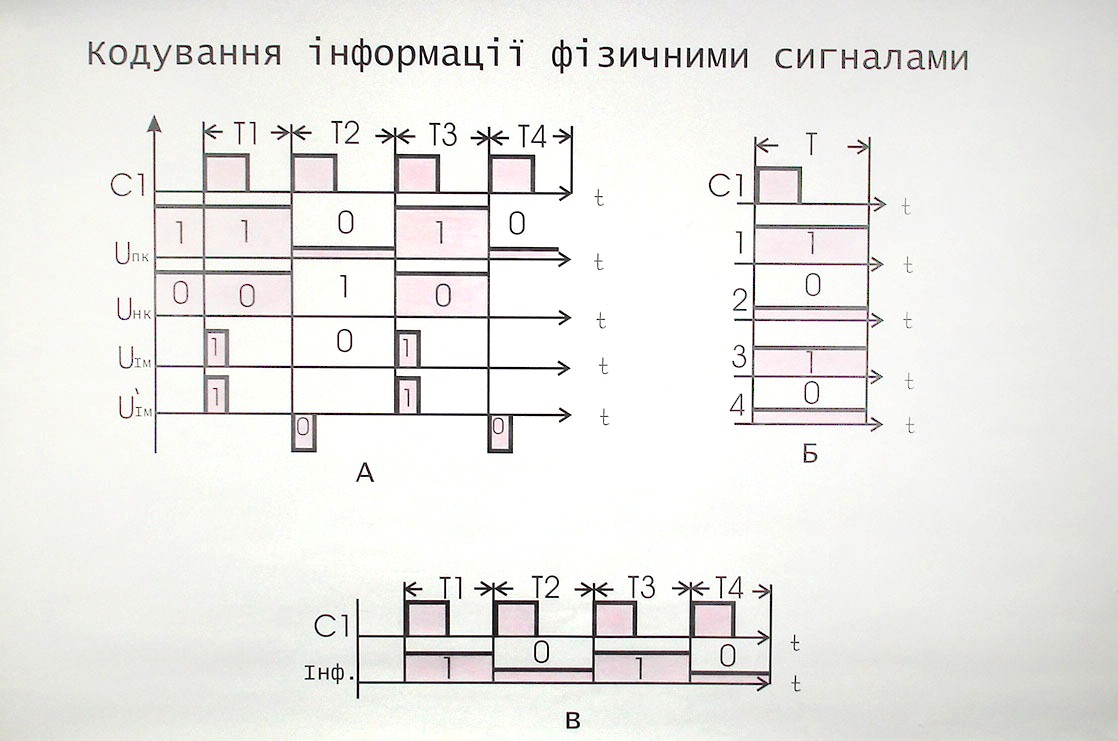 Кодування інформації фізичними сигналами
T1 T2 T3 T4
C1 t
1 1 0 1 0
Uпк t
0 0 1 0
Uнк t
1 0 1
Uім t
1 1
U`ім t
0 0
А
T
C1 t
1 1 t
0
2 t
3 1 t
0
4 t
Б
T1 T2 T3 T4
C1 t
1 0 1 0
Інф. t
В